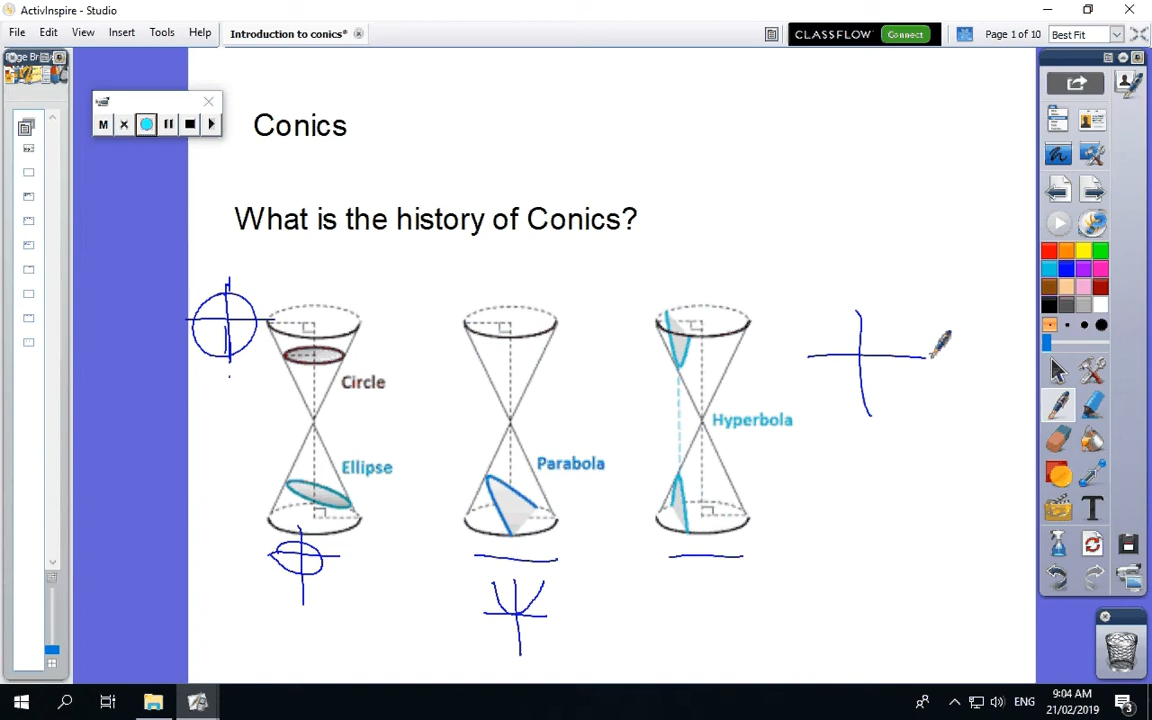 ActivInspire - Studio
File Edit View Insert Tools Help
Introduction to conics*
CLASSFLOW Connect
Page 1 of 10
Best Fit
M
Conics
What is the history of Conics?
Circle
Ellipse
Parabola
Hyperbola
T
ENG
9:04 AM
21/02/2019
3